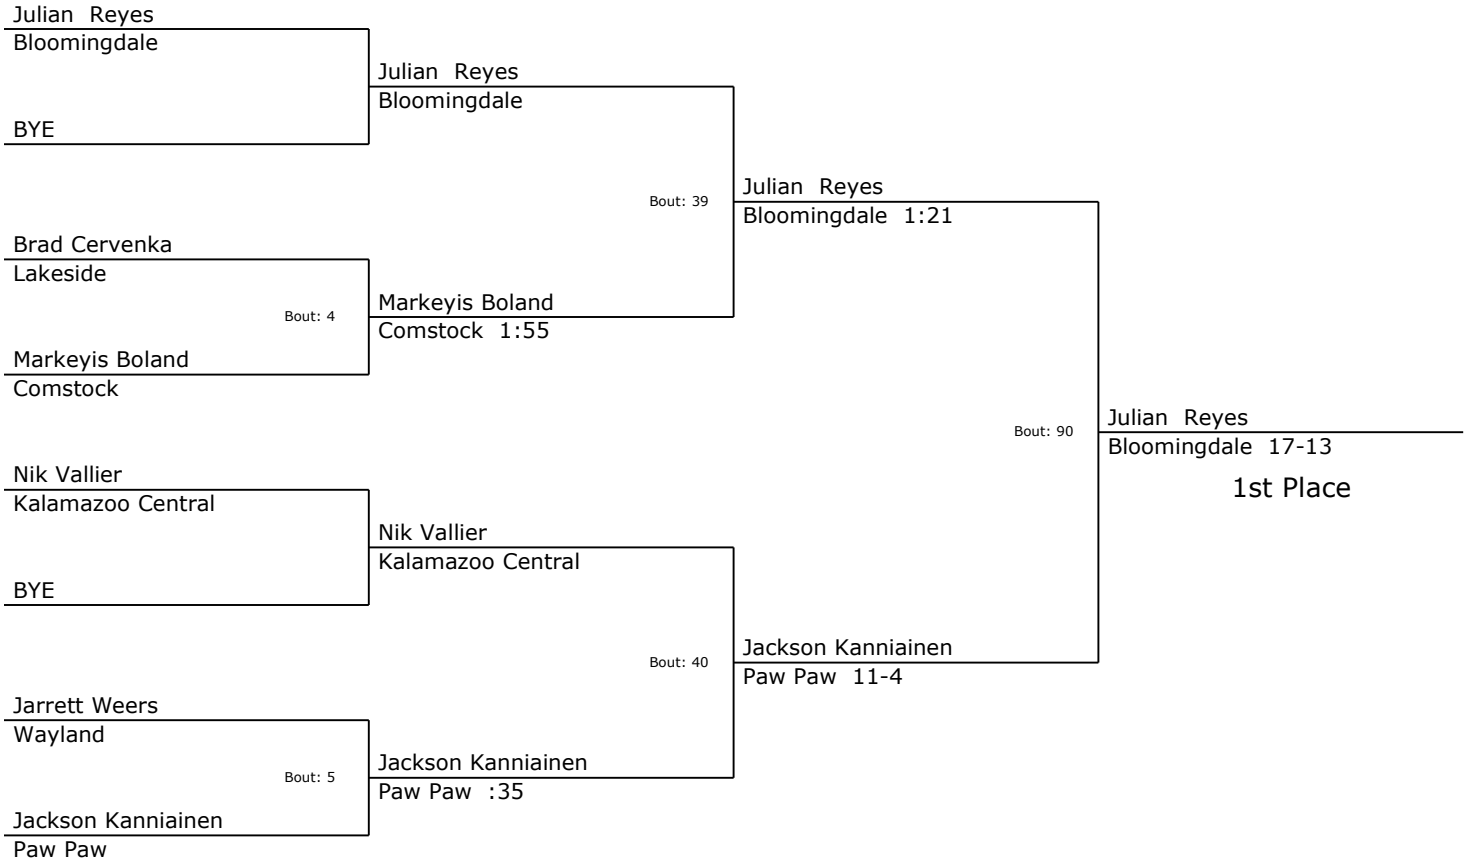 Julian  Reyes
Bloomingdale
BYE
Brad Cervenka
Lakeside
Bout: 4
Markeyis Boland
Comstock
Nik Vallier
Kalamazoo Central
BYE
Jarrett Weers
Wayland
Bout: 5
Jackson Kanniainen
Paw Paw
Julian  Reyes
Bloomingdale
Bout: 39
Markeyis Boland
Comstock  1:55
Nik Vallier
Kalamazoo Central
Bout: 40
Jackson Kanniainen
Paw Paw  :35
Julian  Reyes
Bloomingdale  1:21
Bout: 90
Jackson Kanniainen
Paw Paw  11-4
Julian  Reyes
Bloomingdale  17-13
1st Place